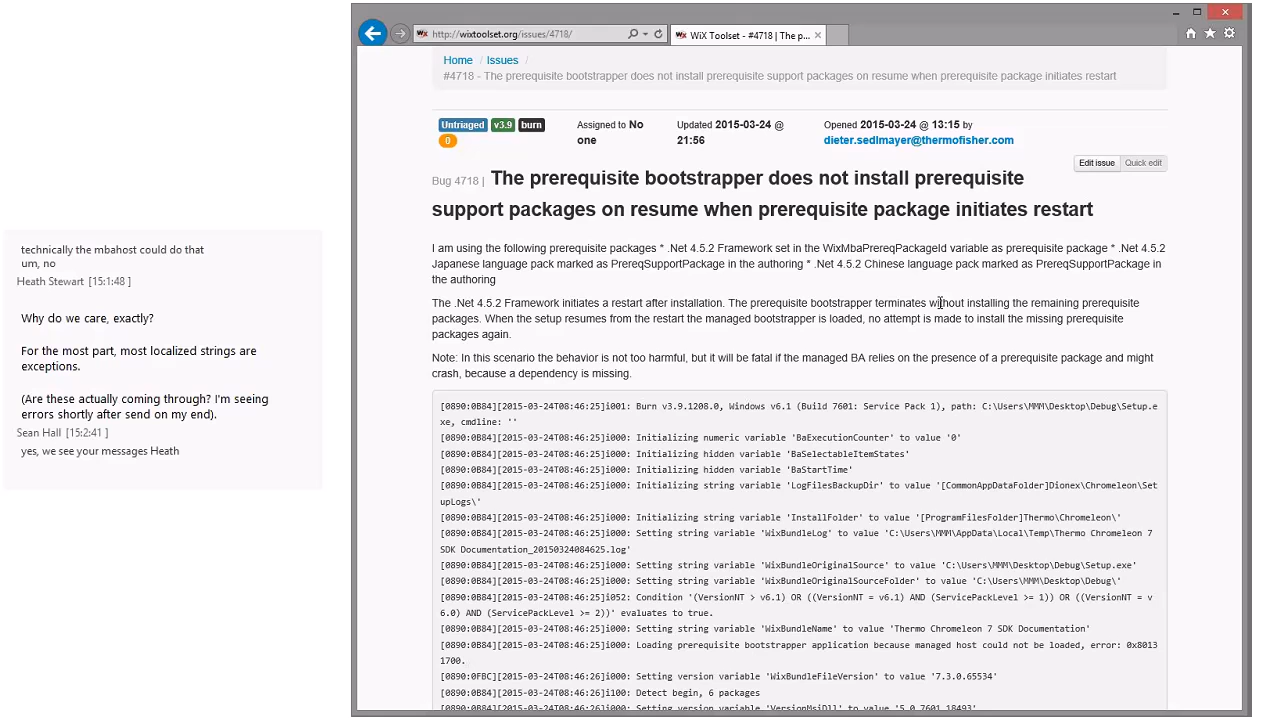 technically the mbahost could do that
um, no
Heath Stewart [15:1:48 ]
Why do we care, exactly?
For the most part, most localized strings are
exceptions.
(Are these actually coming through? I'm seeing
errors shortly after send on my end).
Sean Hall [15:2:41 ]
yes, we see your messages Heath
http://wixtoolset.org/issues/4718/
WiX Toolset - #4718 | The p...
Home / Issues /
#4718 - The prerequisite bootstrapper does not install prerequisite support packages on resume when prerequisite package initiates restart
Untriaged v3.9 burn
0
Assigned to No
one
Updated 2015-03-24 @
21:56
Opened 2015-03-24 @ 13:15 by
dieter.sedlmayer@thermofisher.com
Edit issue Quick edit
Bug 4718 | The prerequisite bootstrapper does not install prerequisite
support packages on resume when prerequisite package initiates restart
I am using the following prerequisite packages * .Net 4.5.2 Framework set in the WixMbaPrereqPackageId variable as prerequisite package * .Net 4.5.2
Japanese language pack marked as PrereqSupportPackage in the authoring * .Net 4.5.2 Chinese language pack marked as PrereqSupportPackage in
the authoring
The .Net 4.5.2 Framework initiates a restart after installation. The prerequisite bootstrapper terminates without installing the remaining prerequisite
packages. When the setup resumes from the restart the managed bootstrapper is loaded, no attempt is made to install the missing prerequisite
packages again.
Note: In this scenario the behavior is not too harmful, but it will be fatal if the managed BA relies on the presence of a prerequisite package and might
crash, because a dependency is missing.
[0890:0B84][2015-03-24T08:46:25]i001: Burn v3.9.1208.0, Windows v6.1 (Build 7601: Service Pack 1), path: C:\Users\MMM\Desktop\Debug\Setup.e
xe, cmdline: ''
[0890:0B84][2015-03-24T08:46:25]i000: Initializing numeric variable 'BaExecutionCounter' to value '0'
[0890:0B84][2015-03-24T08:46:25]i000: Initializing hidden variable 'BaSelectableItemStates'
[0890:0B84][2015-03-24T08:46:25]i000: Initializing hidden variable 'BaStartTime'
[0890:0B84][2015-03-24T08:46:25]i000: Initializing string variable 'LogFilesBackupDir' to value '[CommonAppDataFolder]Dionex\Chromeleon\Set
upLogs\'
[0890:0B84][2015-03-24T08:46:25]i000: Initializing string variable 'InstallFolder' to value '[ProgramFilesFolder]Thermo\Chromeleon\'
[0890:0B84][2015-03-24T08:46:25]i000: Setting string variable 'WixBundleLog' to value 'C:\Users\MMM\AppData\Local\Temp\Thermo Chromeleon 7
SDK Documentation_20150324084625.log'
[0890:0B84][2015-03-24T08:46:25]i000: Setting string variable 'WixBundleOriginalSource' to value 'C:\Users\MMM\Desktop\Debug\Setup.exe'
[0890:0B84][2015-03-24T08:46:25]i000: Setting string variable 'WixBundleOriginalSourceFolder' to value 'C:\Users\MMM\Desktop\Debug\'
[0890:0B84][2015-03-24T08:46:25]i052: Condition '(VersionNT > v6.1) OR ((VersionNT = v6.1) AND (ServicePackLevel >= 1)) OR ((VersionNT = v
6.0) AND (ServicePackLevel >= 2))' evaluates to true.
[0890:0B84][2015-03-24T08:46:25]i000: Setting string variable 'WixBundleName' to value 'Thermo Chromeleon 7 SDK Documentation'
[0890:0B84][2015-03-24T08:46:25]i000: Loading prerequisite bootstrapper application because managed host could not be loaded, error: 0x8013
1700.
[0FBC:0B84][2015-03-24T08:46:25]i000: Setting version variable 'WixBundleFileVersion' to value '7.3.0.65534'
[0890:0B84][2015-03-24T08:46:26]i100: Detect begin, 6 packages
[0890:0B84][2015-03-24T08:46:26]i000: Setting version variable 'VersionMsiDll' to value '5.0.7601.18493'